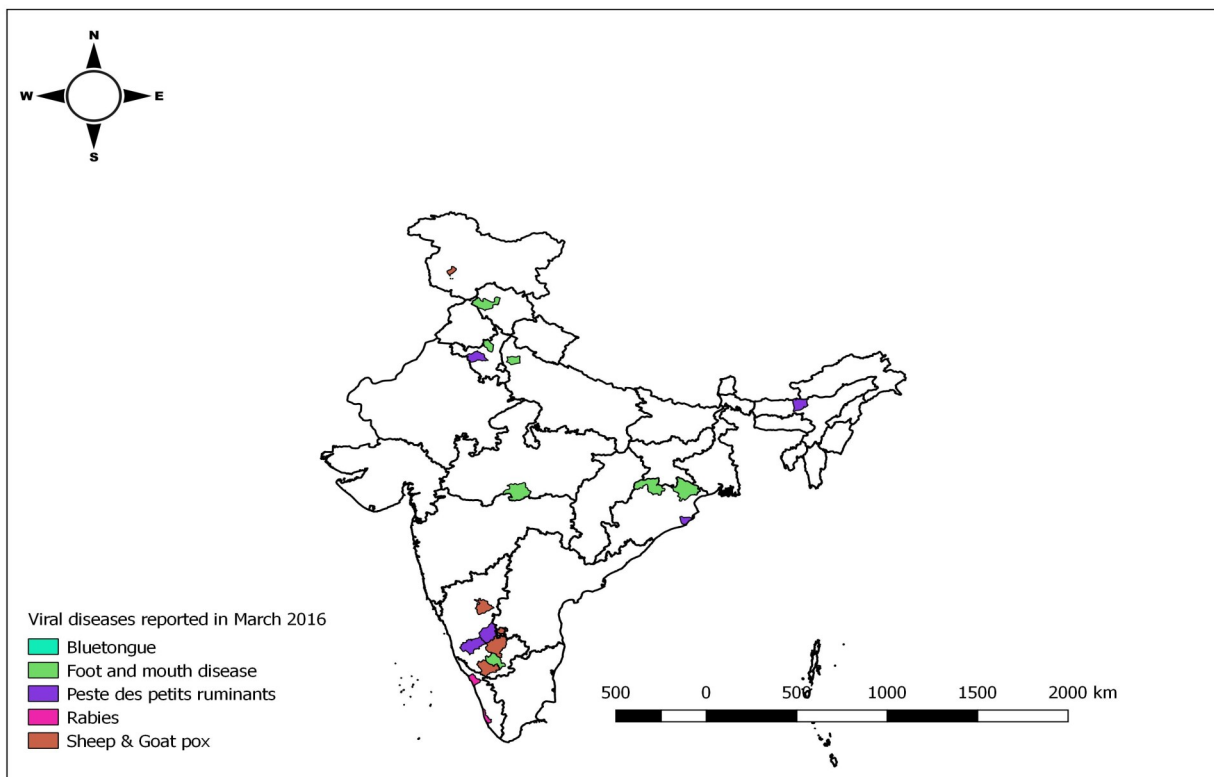 N
W E
S
Viral diseases reported in March 2016
Bluetongue
Foot and mouth disease
Peste des petits ruminants
Rabies
Sheep & Goat pox
500 0 500 1000 1500 2000 km